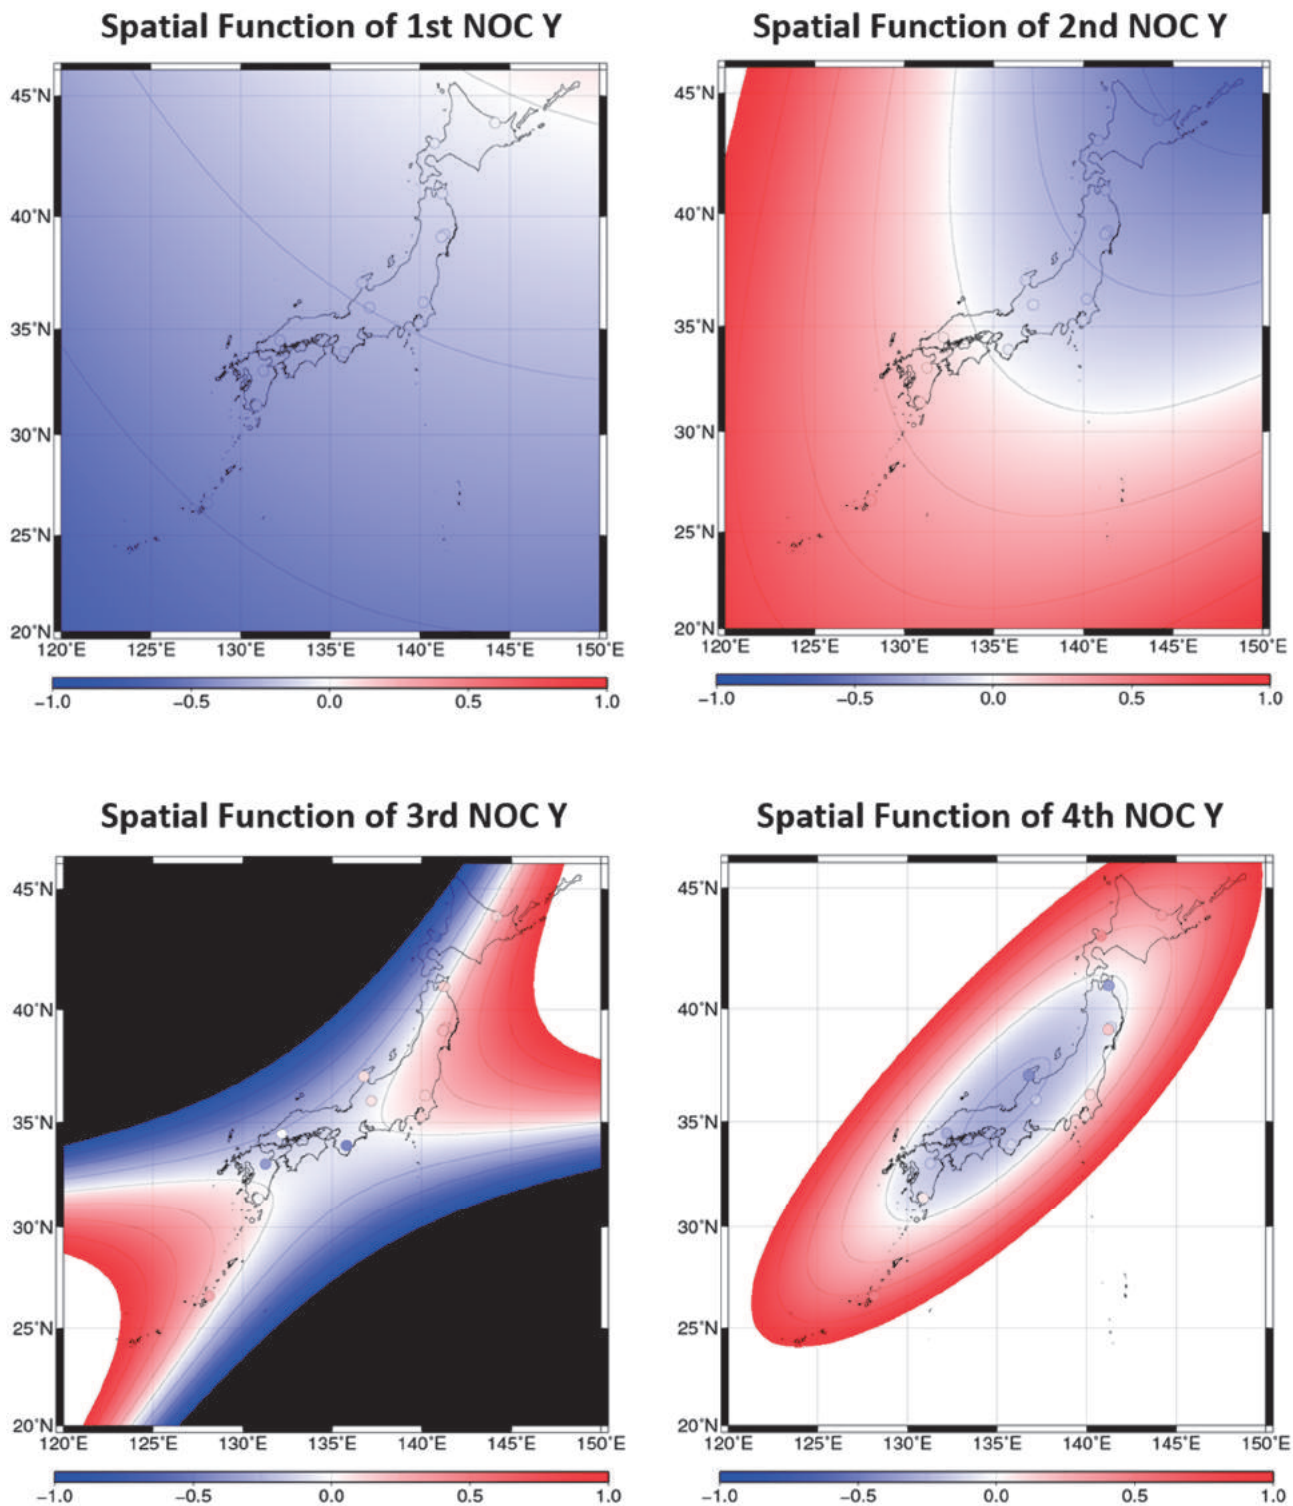 Spatial Function of 1st NOC Y
Spatial Function of 2nd NOC Y
45°N
40°N
35°N
30°N
25°N
20°N
120°E 125°E 130°E 135°E 140°E 145°E 150°E
−1.0 −0.5 0.0 0.5 1.0
45°N
40°N
35°N
30°N
25°N
20°N
120°E 125°E 130°E 135°E 140°E 145°E 150°E
−1.0 −0.5 0.0 0.5 1.0
Spatial Function of 3rd NOC Y
Spatial Function of 4th NOC Y
45°N
40°N
35°N
30°N
25°N
20°N
120°E 125°E 130°E 135°E 140°E 145°E 150°E
−1.0 −0.5 0.0 0.5 1.0
45°N
40°N
35°N
30°N
25°N
20°N
120°E 125°E 130°E 135°E 140°E 145°E 150°E
−1.0 −0.5 0.0 0.5 1.0